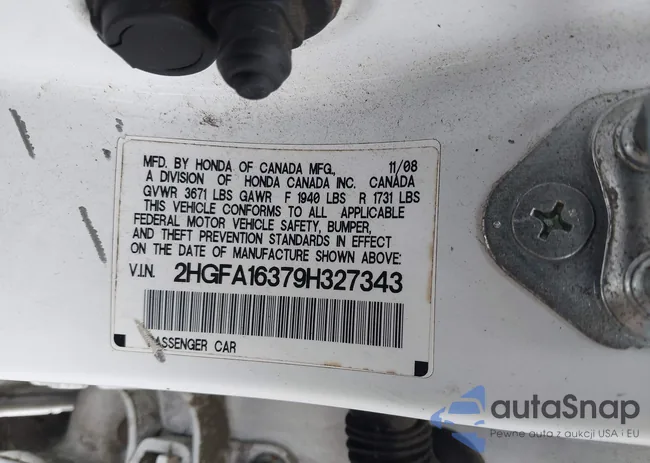 MFD. BY HONDA OF CANADA MFG., 11/08
A DIVISION OF HONDA CANADA INC. CANADA
GVWR 3671 LBS GAWR F 1940 LBS R 1731 LBS
THIS VEHICLE CONFORMS TO ALL APPLICABLE
FEDERAL MOTOR VEHICLE SAFETY, BUMPER,
AND THEFT PREVENTION STANDARDS IN EFFECT
ON THE DATE OF MANUFACTURE SHOWN ABOVE:
V.I.N. 2HGFA16379H327343
PASSENGER CAR
autoSnap
Pewne auta z aukcji USA i EU